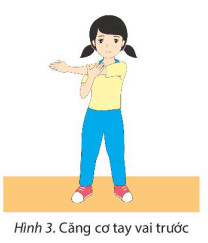 Hình 3. Căng cơ tay vai trước